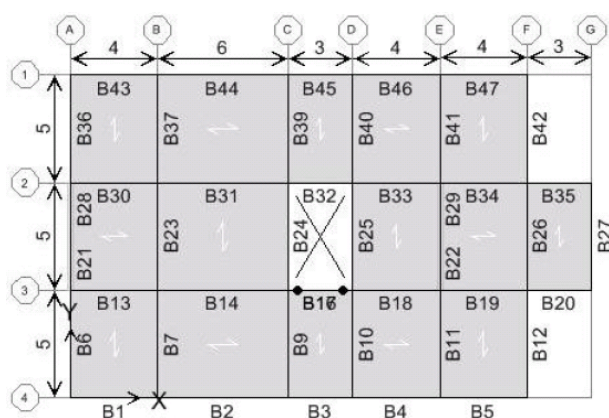 A B C D E F G
4 6 3 4 4 3
1 B43 B44 B45 B46 B47
5 B36 B37 B39 B40 B41 B42
2 B30 B31 B32 B33 B34 B35
B28 B29
5 B21 B23 B24 B25 B22 B26 B27
3 B13 B14 B18 B19 B20
Y
5 B6 B7 B9 B10 B11 B12
4 X
B1 B2 B3 B4 B5